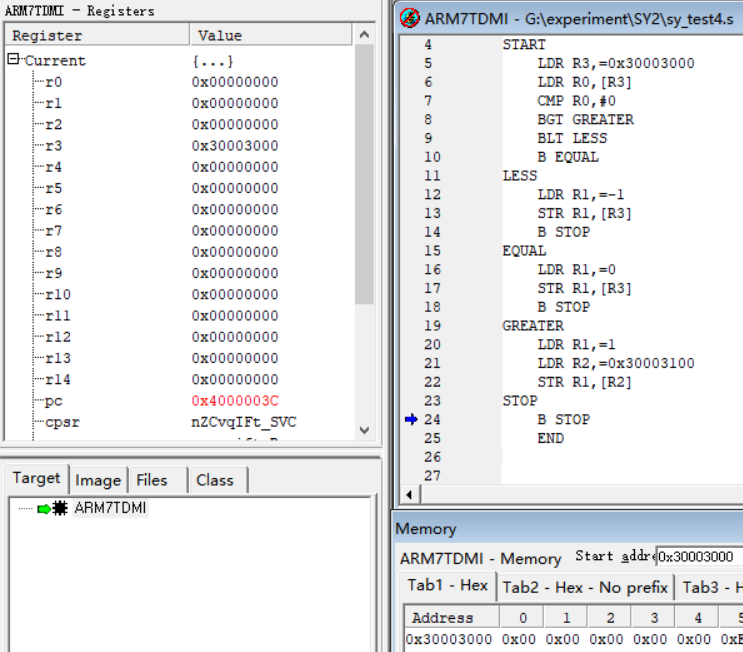 ARM7TDMI - Registers
Register Value
Current {...}
r0 0x00000000
r1 0x00000000
r2 0x00000000
r3 0x30003000
r4 0x00000000
r5 0x00000000
r6 0x00000000
r7 0x00000000
r8 0x00000000
r9 0x00000000
r10 0x00000000
r11 0x00000000
r12 0x00000000
r13 0x00000000
r14 0x00000000
pc 0x4000003C
cpsr nZCvqIFt_SVC
Target Image Files Class
ARM7TDMI
ARM7TDMI - G:\experiment\SY2\sy_test4.s
4 START
5 LDR R3,=0x30003000
6 LDR R0,[R3]
7 CMP R0,#0
8 BGT GREATER
9 BLT LESS
10 B EQUAL
11 LESS
12 LDR R1,=-1
13 STR R1,[R3]
14 B STOP
15 EQUAL
16 LDR R1,=0
17 STR R1,[R3]
18 B STOP
19 GREATER
20 LDR R1,=1
21 LDR R2,=0x30003100
22 STR R1,[R2]
23 STOP
24 B STOP
25 END
26
27
Memory
ARM7TDMI - Memory Start addre 0x30003000
Tab1 - Hex Tab2 - Hex - No prefix Tab3 - H
Address 0 1 2 3 4 5
0x30003000 0x00 0x00 0x00 0x00 0x00